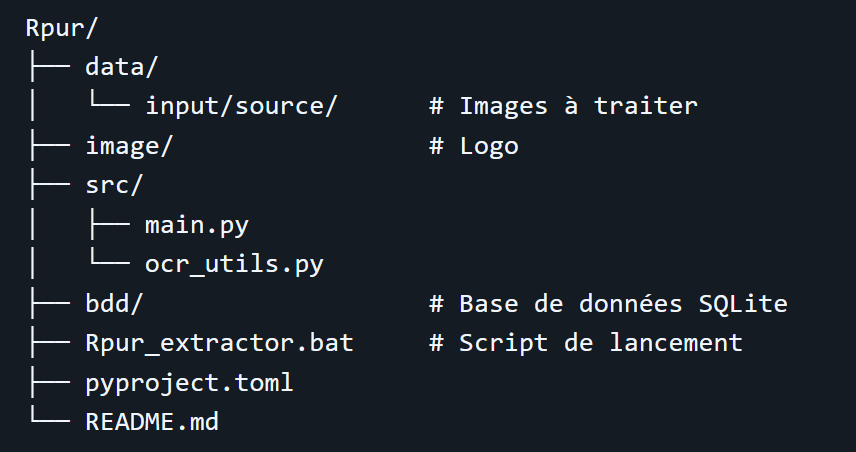 Rpur/
├── data/
│   └── input/source/      # Images à traiter
├── image/                 # Logo
├── src/
│   ├── main.py
│   └── ocr_utils.py
├── bdd/                   # Base de données SQLite
├── Rpur_extractor.bat     # Script de lancement
├── pyproject.toml
└── README.md